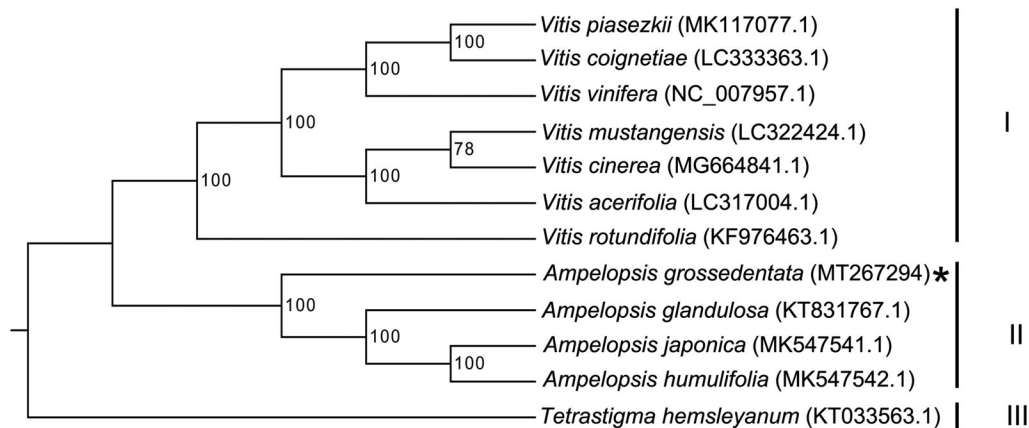 Vitis piasezkii (MK117077.1)
100
Vitis coignetiae (LC333363.1)
100
Vitis vinifera (NC_007957.1)
100
I
Vitis mustangensis (LC322424.1)
78
Vitis cinerea (MG664841.1)
100
100
Vitis acerifolia (LC317004.1)
Vitis rotundifolia (KF976463.1)
Ampelopsis grossedentata (MT267294)*
100
Ampelopsis glandulosa (KT831767.1)
II
100
Ampelopsis japonica (MK547541.1)
100
Ampelopsis humulifolia (MK547542.1)
Tetrastigma hemsleyanum (KT033563.1)
III